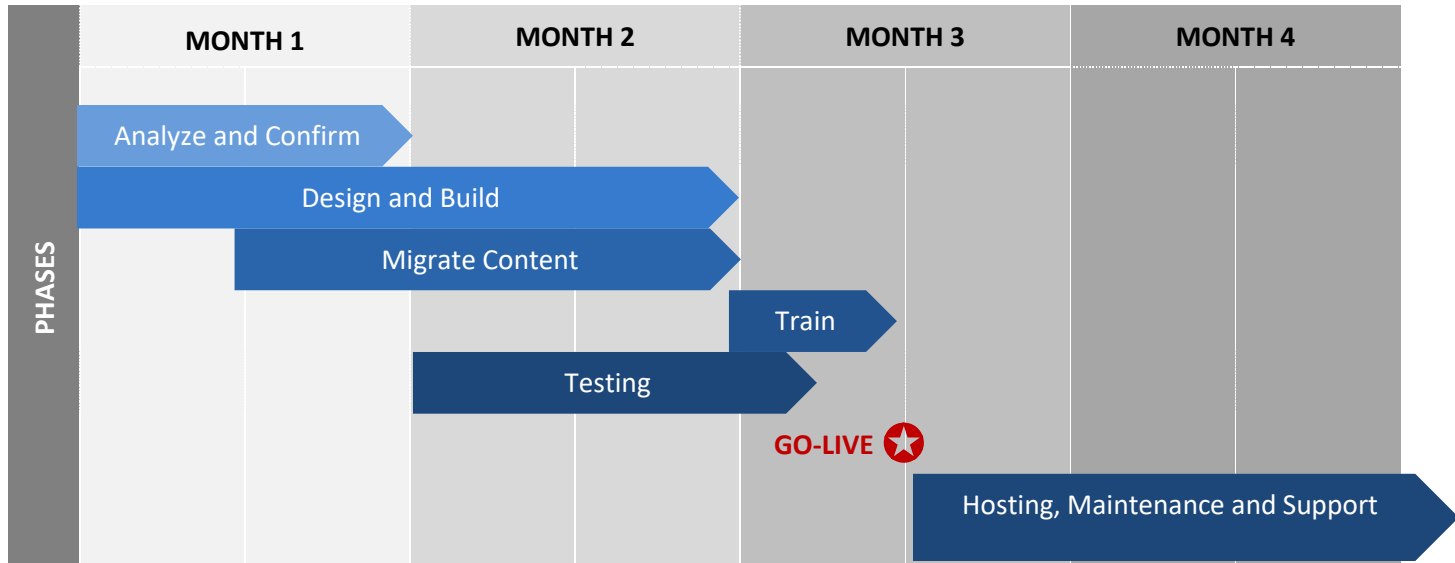 MONTH 1
MONTH 2
MONTH 3
MONTH 4
PHASES
Analyze and Confirm
Design and Build
Migrate Content
Train
Testing
GO-LIVE
Hosting, Maintenance and Support